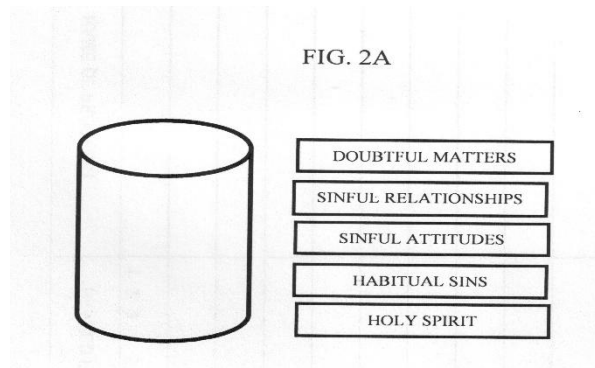 FIG. 2A
DOUBTFUL MATTERS
SINFUL RELATIONSHIPS
SINFUL ATTITUDES
HABITUAL SINS
HOLY SPIRIT